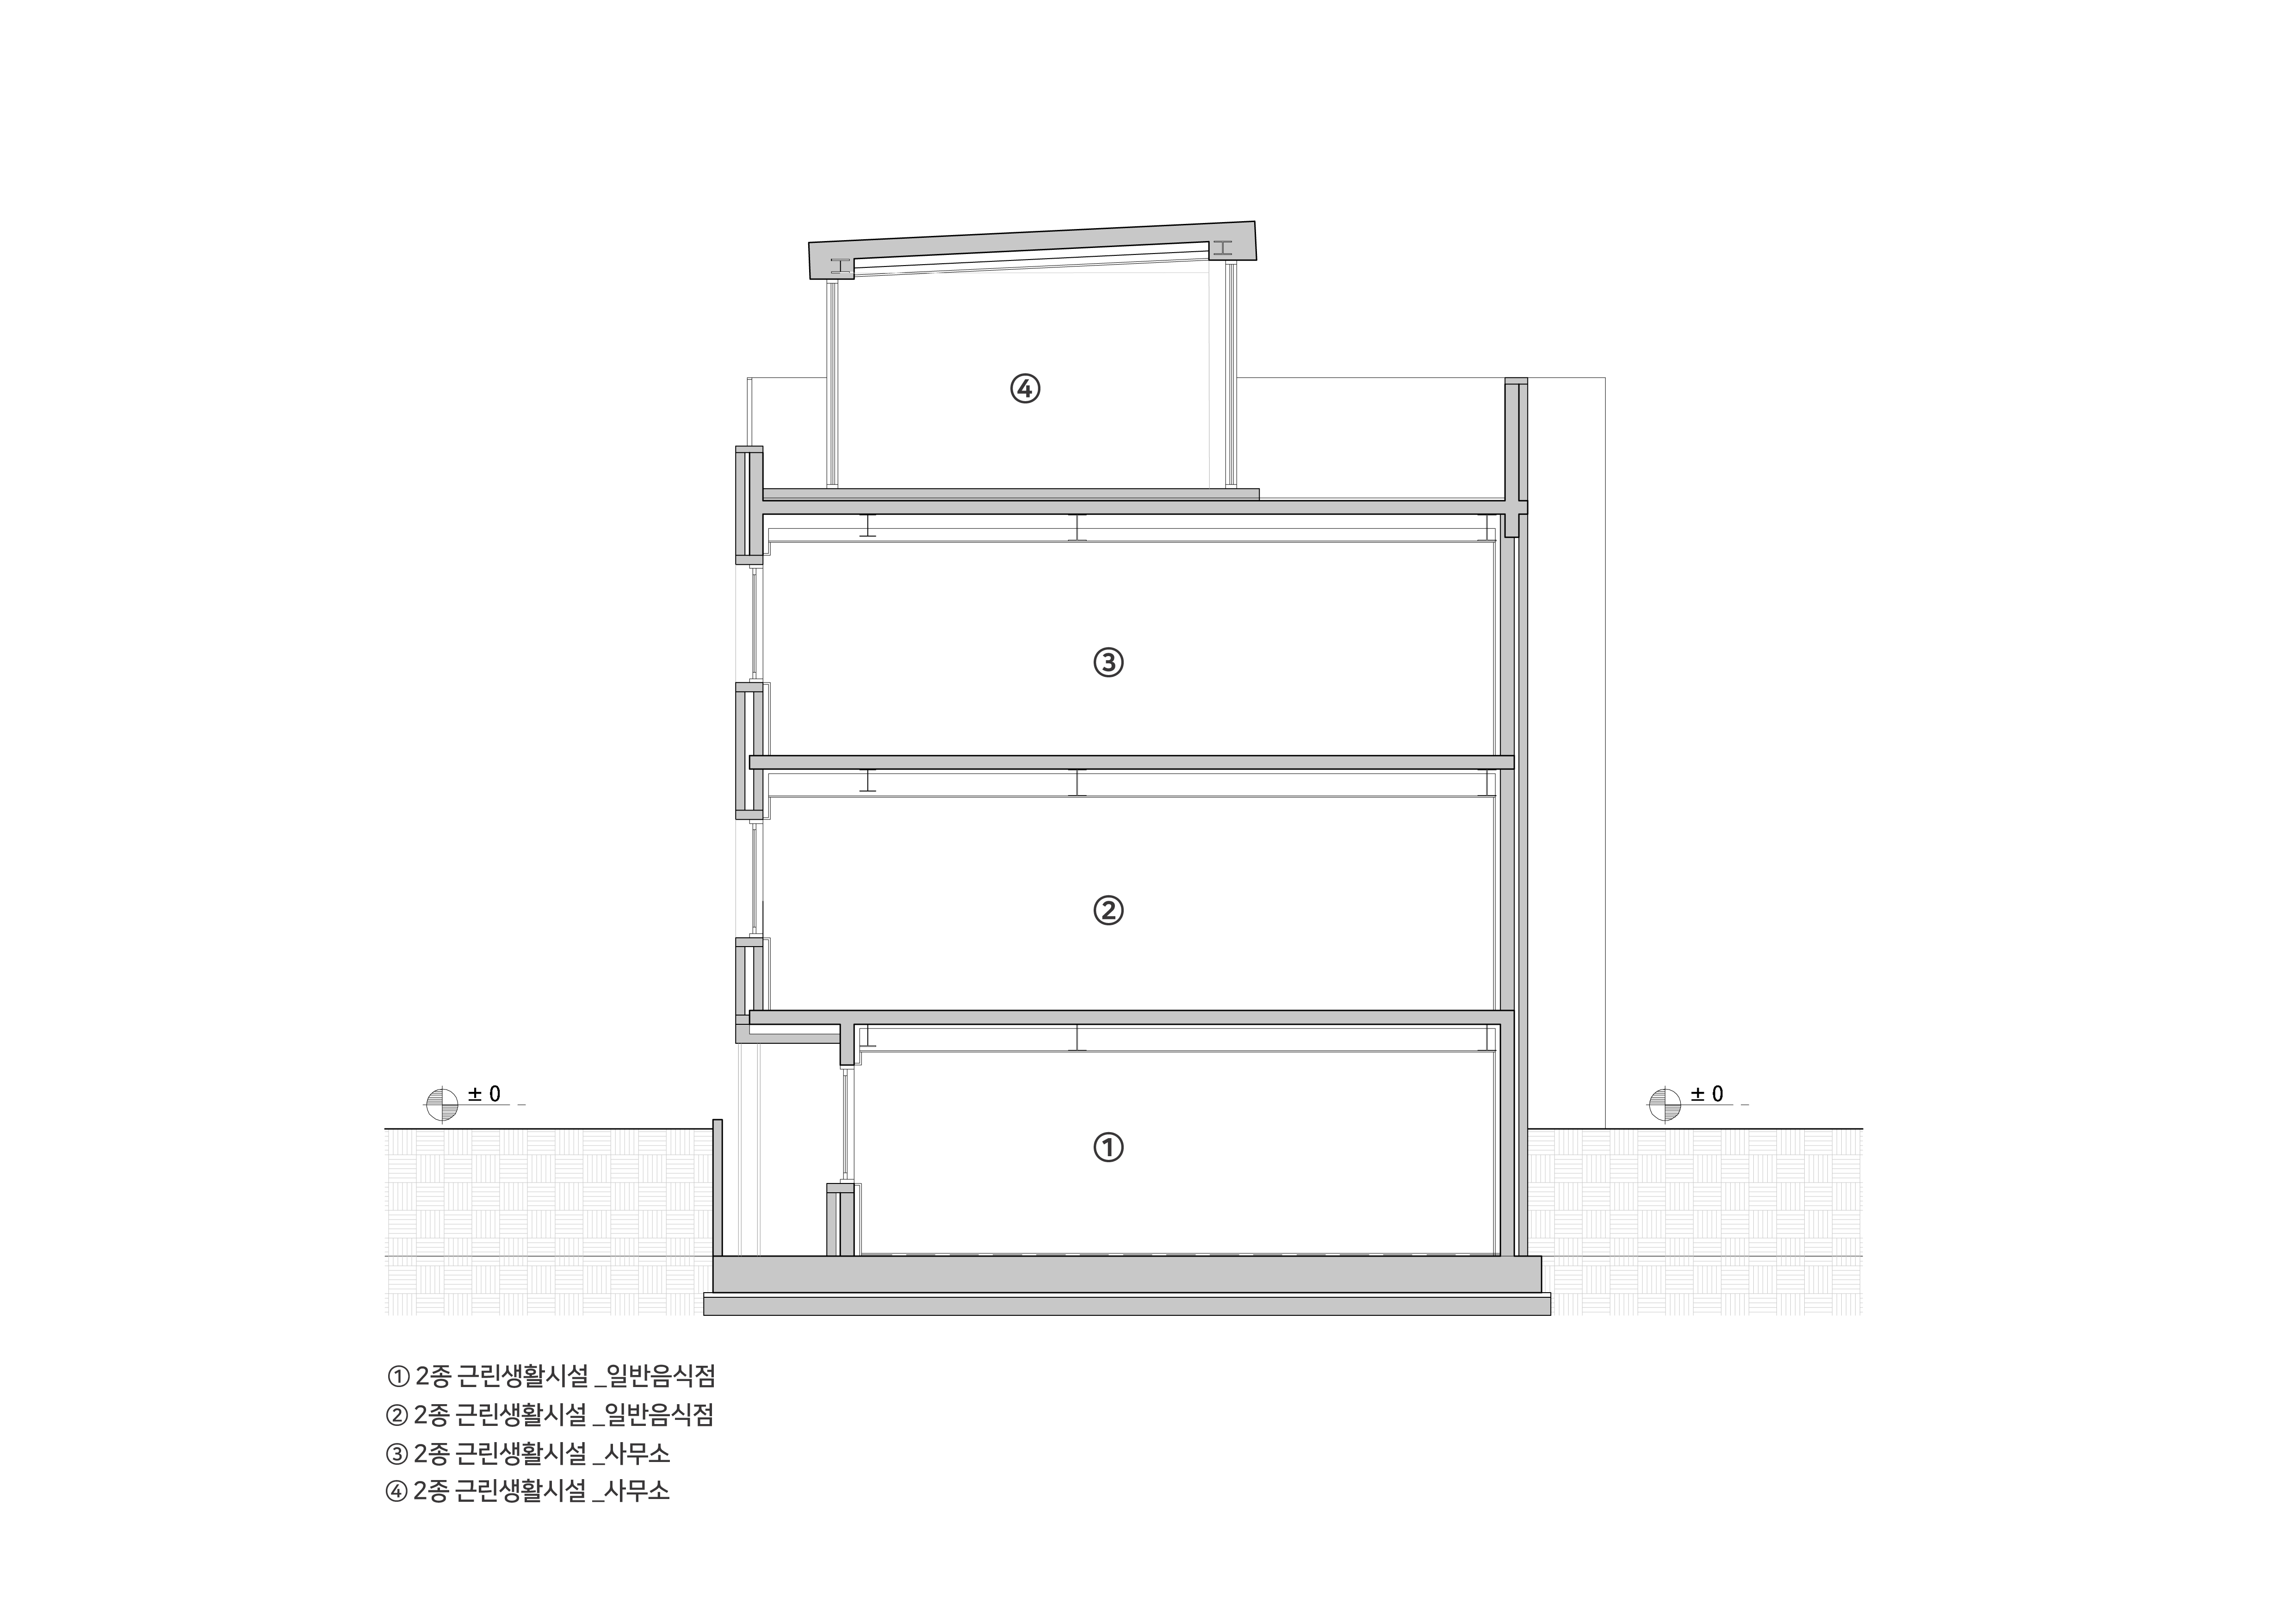 ④
③
②
± 0
± 0
①
① 2종 근린생활시설 _일반음식점
② 2종 근린생활시설 _일반음식점
③ 2종 근린생활시설 _사무소
④ 2종 근린생활시설 _사무소